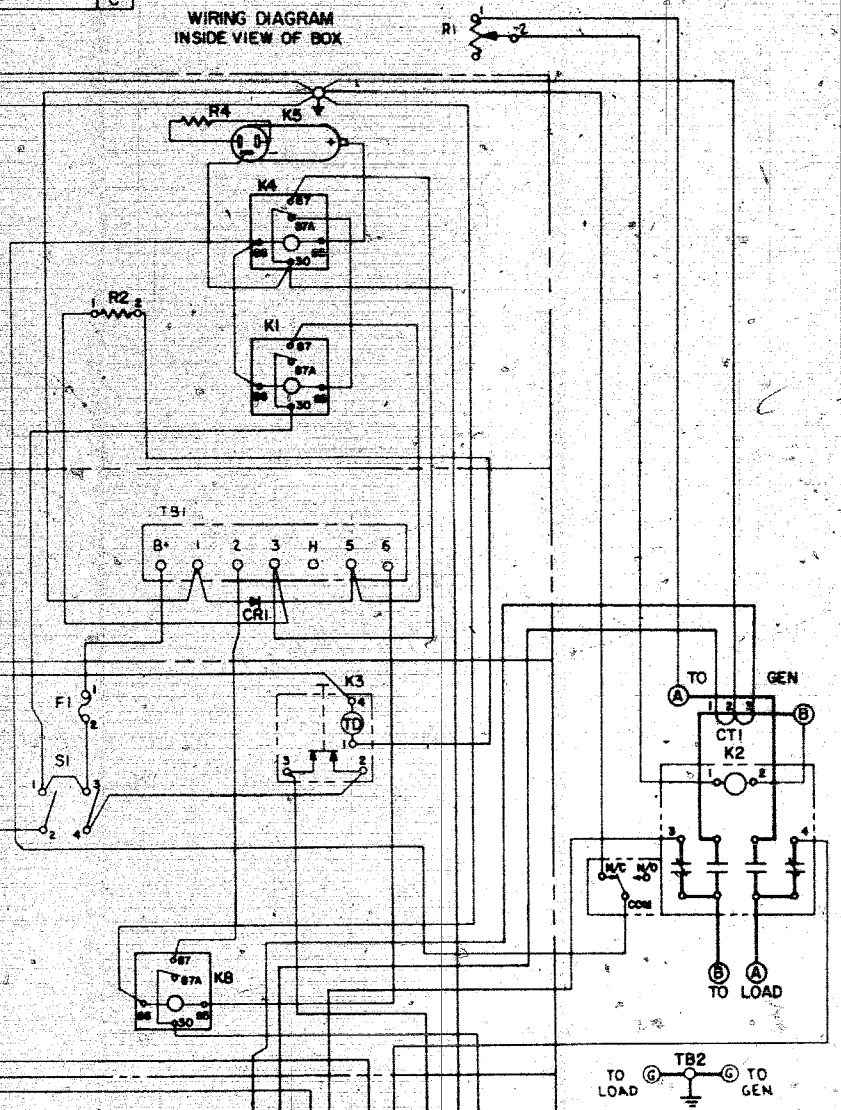 C
WIRING DIAGRAM
INSIDE VIEW OF BOX
R1
1
2
R4
K5
+
K4
87
87A
86
85
30
R2
1
2
K1
87
87A
86
85
30
TB1
B+ 1 2 3 H 5 6
CR1
F1
1
2
S1
1
3
2
4
K3
4
TD
1
3
2
A TO GEN
1 2 3
B
CT1
K2
1
2
3
4
N/C N/O
COM
B A
TO LOAD
K8
87
87A
86
85
30
TB2
TO LOAD G G TO GEN